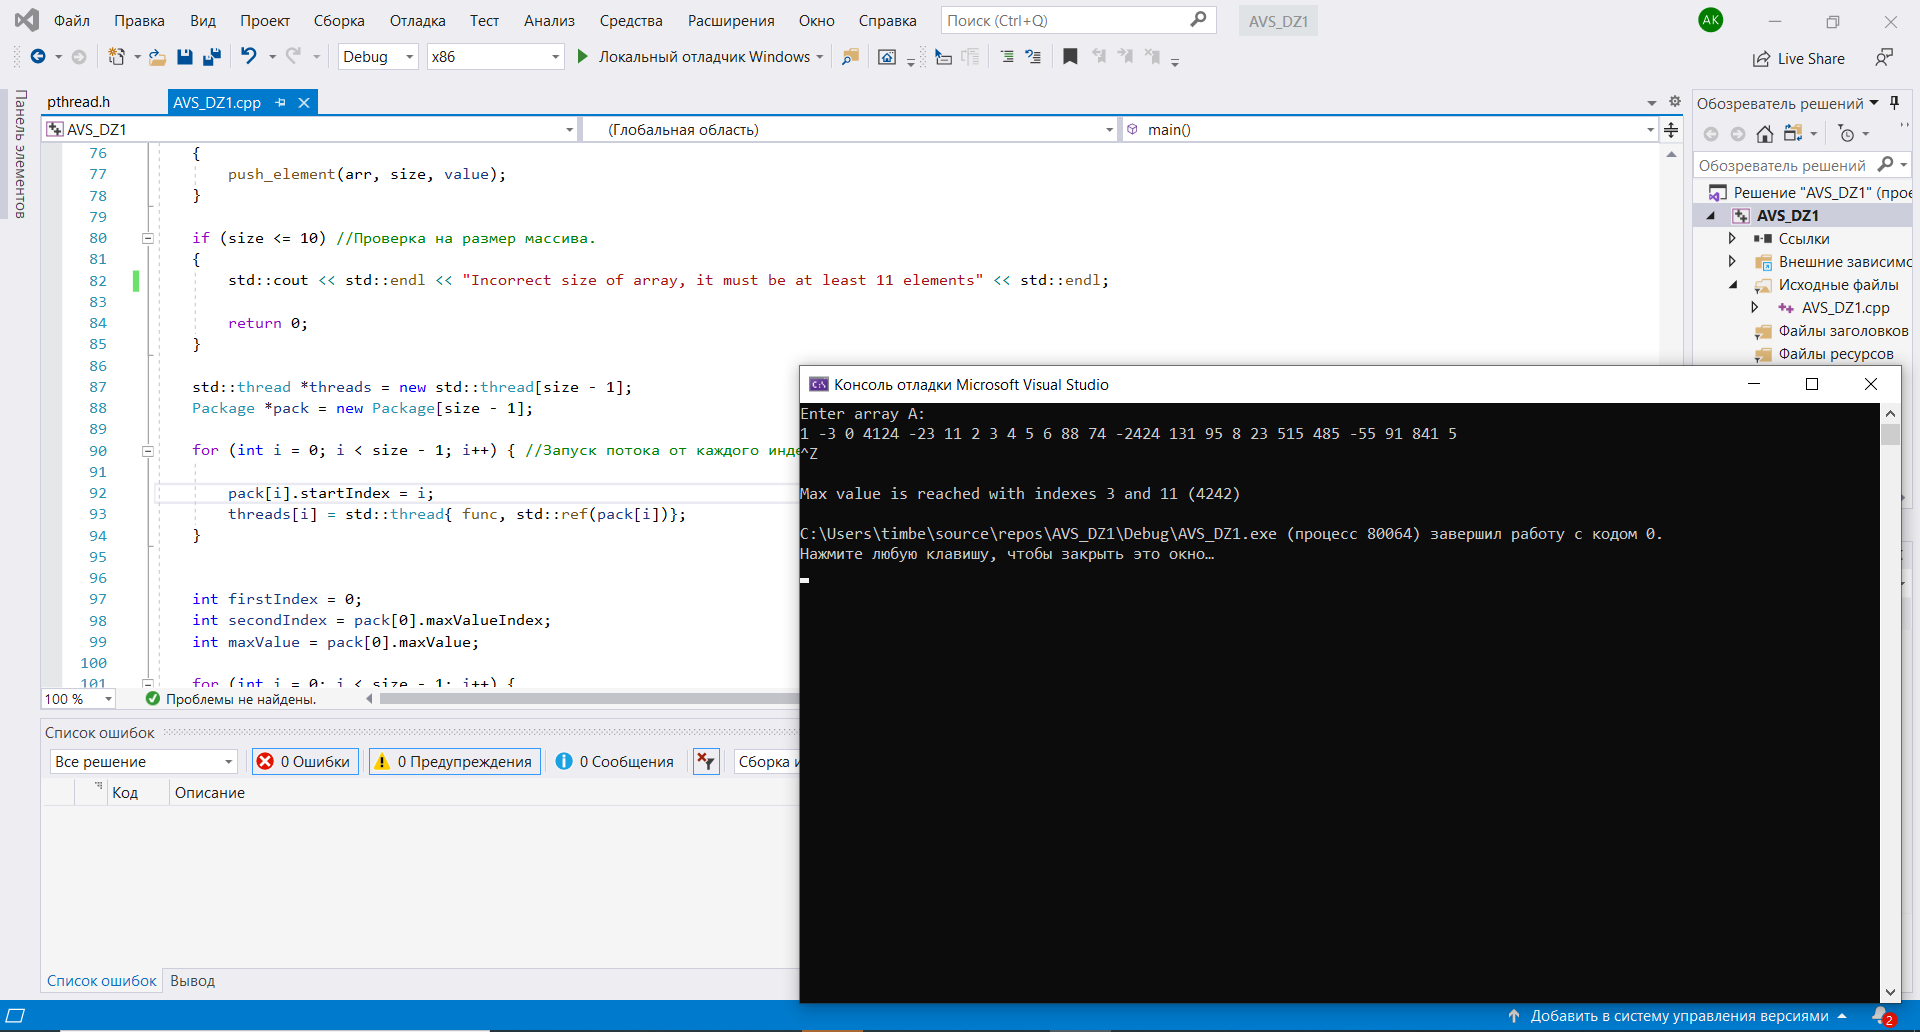 Файл Правка Вид Проект Сборка Отладка Тест Анализ Средства Расширения Окно Справка Поиск (Ctrl+Q) AVS_DZ1 AK
Debug x86 Локальный отладчик Windows Live Share
Панель элементов
pthread.h AVS_DZ1.cpp
AVS_DZ1 (Глобальная область) main()
76 {
77 push_element(arr, size, value);
78 }
79
80 if (size <= 10) //Проверка на размер массива.
81 {
82 std::cout << std::endl << "Incorrect size of array, it must be at least 11 elements" << std::endl;
83
84 return 0;
85 }
86
87 std::thread *threads = new std::thread[size - 1];
88 Package *pack = new Package[size - 1];
89
90 for (int i = 0; i < size - 1; i++) { //Запуск потока от каждого инде
91
92 pack[i].startIndex = i;
93 threads[i] = std::thread{ func, std::ref(pack[i])};
94 }
95
96
97 int firstIndex = 0;
98 int secondIndex = pack[0].maxValueIndex;
99 int maxValue = pack[0].maxValue;
100
101 for (int i = 0; i < size - 1; i++) {
100 % Проблемы не найдены.
Обозреватель решений
Обозреватель решений
Решение "AVS_DZ1" (прое
AVS_DZ1
Ссылки
Внешние зависимо
Исходные файлы
AVS_DZ1.cpp
Файлы заголовков
Файлы ресурсов
Консоль отладки Microsoft Visual Studio
Enter array A:
1 -3 0 4124 -23 11 2 3 4 5 6 88 74 -2424 131 95 8 23 515 485 -55 91 841 5
^Z
Max value is reached with indexes 3 and 11 (4242)
C:\Users\timbe\source\repos\AVS_DZ1\Debug\AVS_DZ1.exe (процесс 80064) завершил работу с кодом 0.
Нажмите любую клавишу, чтобы закрыть это окно…
Список ошибок
Все решение 0 Ошибки 0 Предупреждения 0 Сообщения Сборка и
Код Описание
Список ошибок Вывод
Добавить в систему управления версиями 2